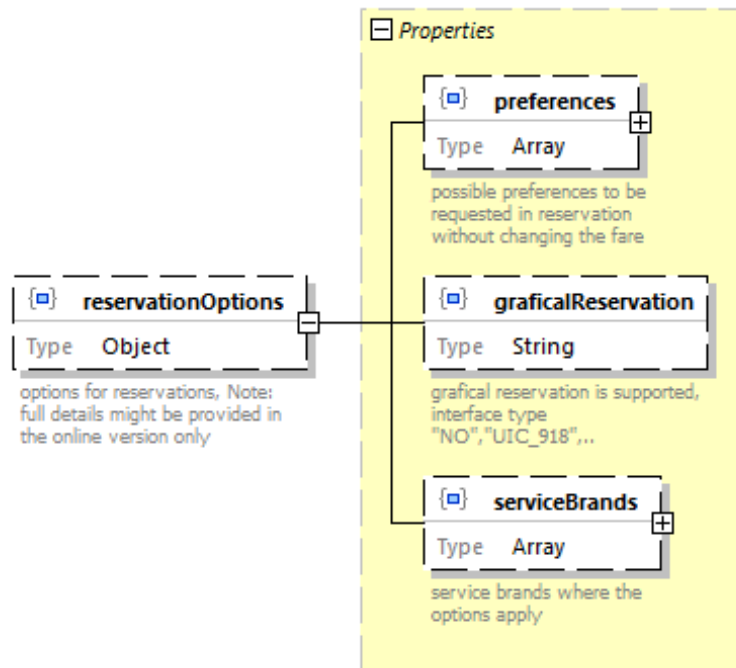 Properties
preferences
Type Array
possible preferences to be
requested in reservation
without changing the fare
reservationOptions
Type Object
options for reservations, Note:
full details might be provided in
the online version only
graficalReservation
Type String
grafical reservation is supported,
interface type
"NO","UIC_918",..
serviceBrands
Type Array
service brands where the
options apply